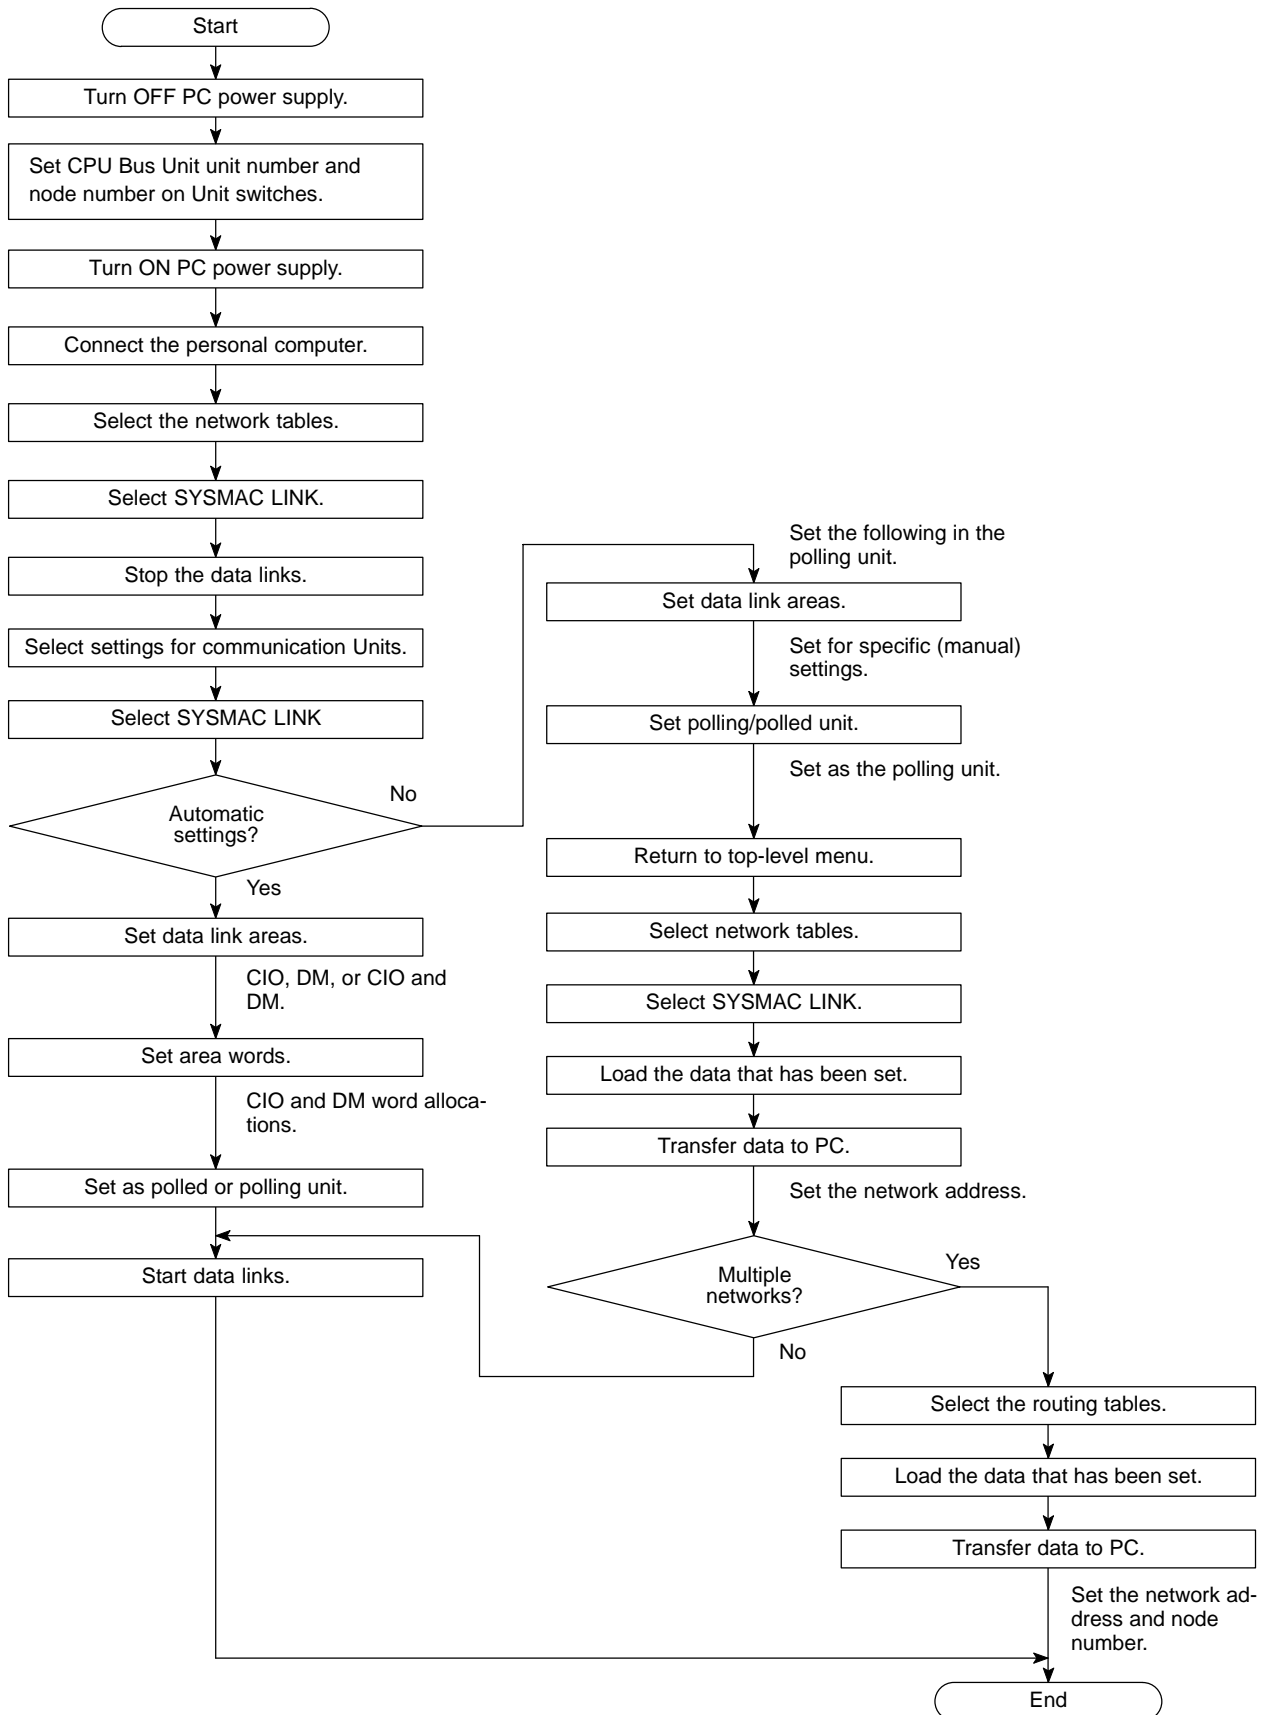 Start
Turn OFF PC power supply.
Set CPU Bus Unit unit number and
node number on Unit switches.
Turn ON PC power supply.
Connect the personal computer.
Select the network tables.
Select SYSMAC LINK.
Stop the data links.
Select settings for communication Units.
Select SYSMAC LINK
Automatic
settings?
No
Yes
Set data link areas.
CIO, DM, or CIO and
DM.
Set area words.
CIO and DM word alloca-
tions.
Set as polled or polling unit.
Start data links.
Set the following in the
polling unit.
Set data link areas.
Set for specific (manual)
settings.
Set polling/polled unit.
Set as the polling unit.
Return to top-level menu.
Select network tables.
Select SYSMAC LINK.
Load the data that has been set.
Transfer data to PC.
Set the network address.
Multiple
networks?
Yes
No
Select the routing tables.
Load the data that has been set.
Transfer data to PC.
Set the network ad-
dress and node
number.
End